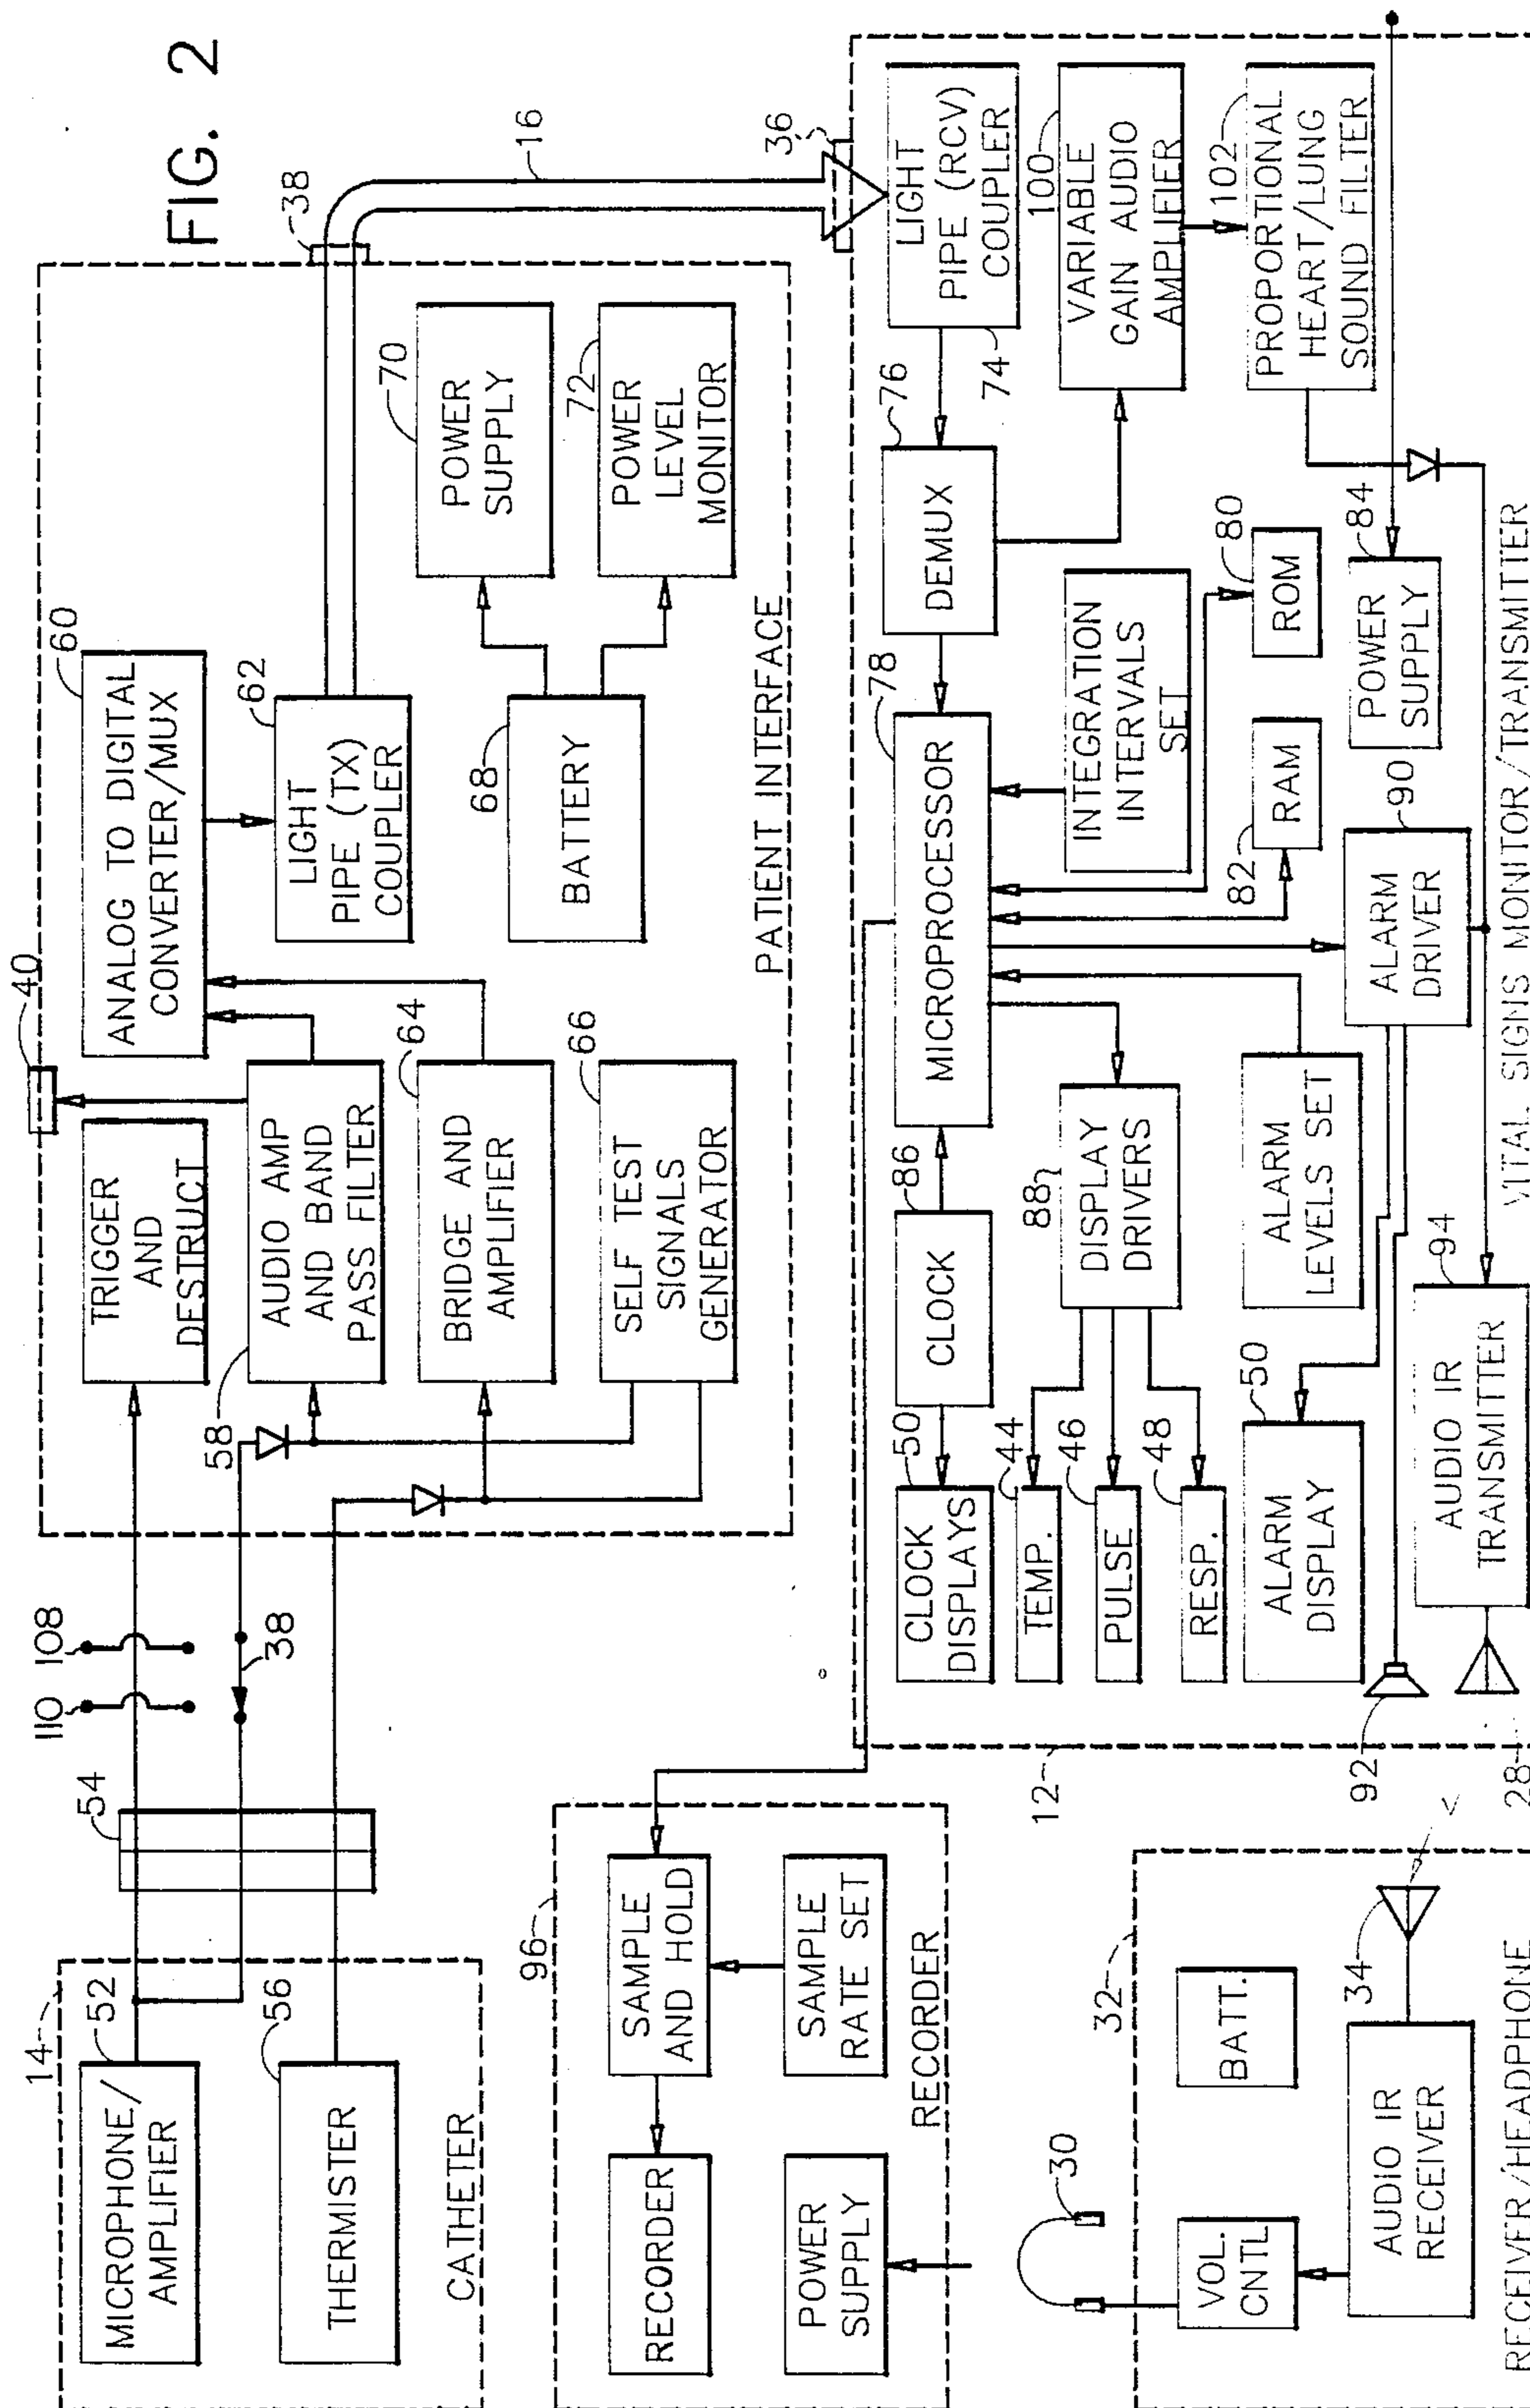 FIG. 2
14
52
MICROPHONE/
AMPLIFIER
56
THERMISTER
CATHETER
54
110
108
38
40
TRIGGER
AND
DESTRUCT
58
AUDIO AMP
AND BAND
PASS FILTER
64
BRIDGE AND
AMPLIFIER
66
SELF TEST
SIGNALS
GENERATOR
60
ANALOG TO DIGITAL
CONVERTER/MUX
62
LIGHT
PIPE (TX)
COUPLER
68
BATTERY
70
POWER
SUPPLY
72
POWER
LEVEL
MONITOR
PATIENT INTERFACE
38
16
36
96
SAMPLE
AND HOLD
SAMPLE
RATE SET
RECORDER
POWER
SUPPLY
RECORDER
12
LIGHT
PIPE (RCV)
COUPLER
74
76
DEMUX
100
VARIABLE
GAIN AUDIO
AMPLIFIER
102
PROPORTIONAL
HEART/LUNG
SOUND FILTER
78
MICROPROCESSOR
INTEGRATION
INTERVALS
SET
80
ROM
82
RAM
84
POWER
SUPPLY
86
CLOCK
50
CLOCK
DISPLAYS
88
DISPLAY
DRIVERS
44
TEMP.
46
PULSE
48
RESP.
ALARM
LEVELS SET
90
ALARM
DRIVER
50
ALARM
DISPLAY
92
94
AUDIO IR
TRANSMITTER
28
VITAL SIGNS MONITOR/TRANSMITTER
32
30
34
BATT.
VOL.
CNTL
AUDIO IR
RECEIVER
RECEIVER/HEADPHONE